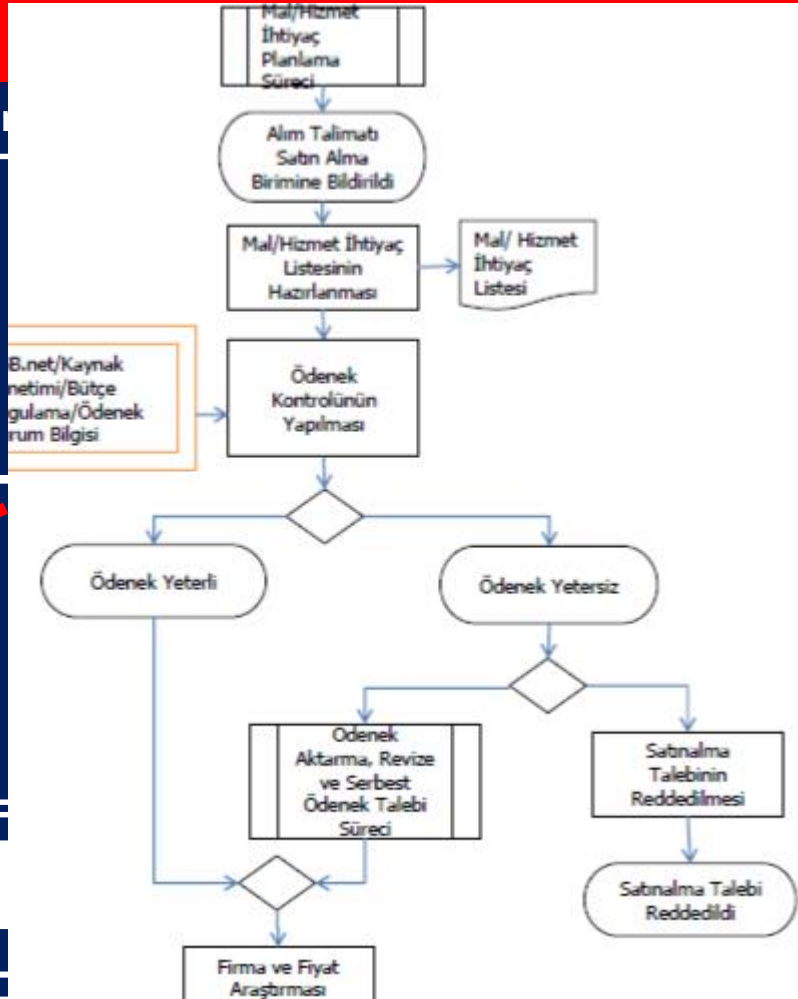 Mal/Hizmet
İhtiyaç
Planlama
Süreci
Alım Talimatı
Satın Alma
Birimine Bildirildi
Mal/Hizmet İhtiyaç
Listesinin
Hazırlanması
Mal/ Hizmet
İhtiyaç
Listesi
B.net/Kaynak
netimi/Bütçe
gulama/Ödenek
rum Bilgisi
Ödenek
Kontrolünün
Yapılması
Ödenek Yeterli
Ödenek Yetersiz
Ödenek
Aktarma, Revize
ve Serbest
Ödenek Talebi
Süreci
Satınalma
Talebinin
Reddedilmesi
Satınalma Talebi
Reddedildi
Firma ve Fiyat
Araştırması